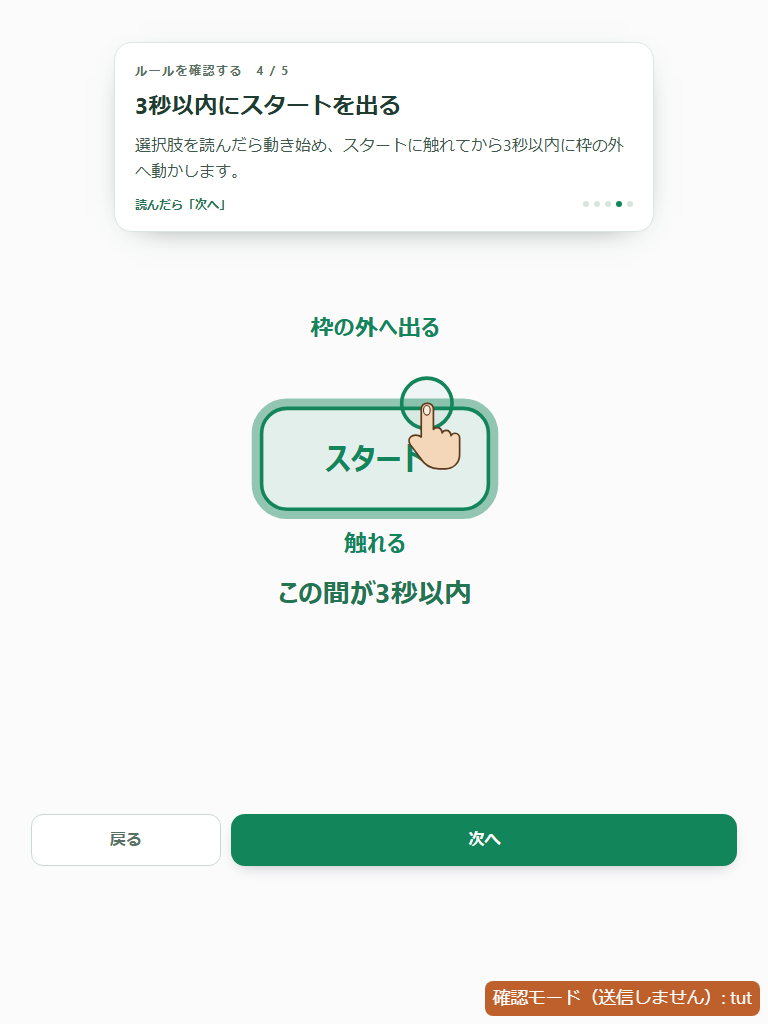 ルールを確認する 4 / 5
3秒以内にスタートを出る
選択肢を読んだら動き始め、スタートに触れてから3秒以内に枠の外
へ動かします。
読んだら「次へ」
枠の外へ出る
スタート
触れる
この間が3秒以内
戻る
次へ
確認モード（送信しません）: tut